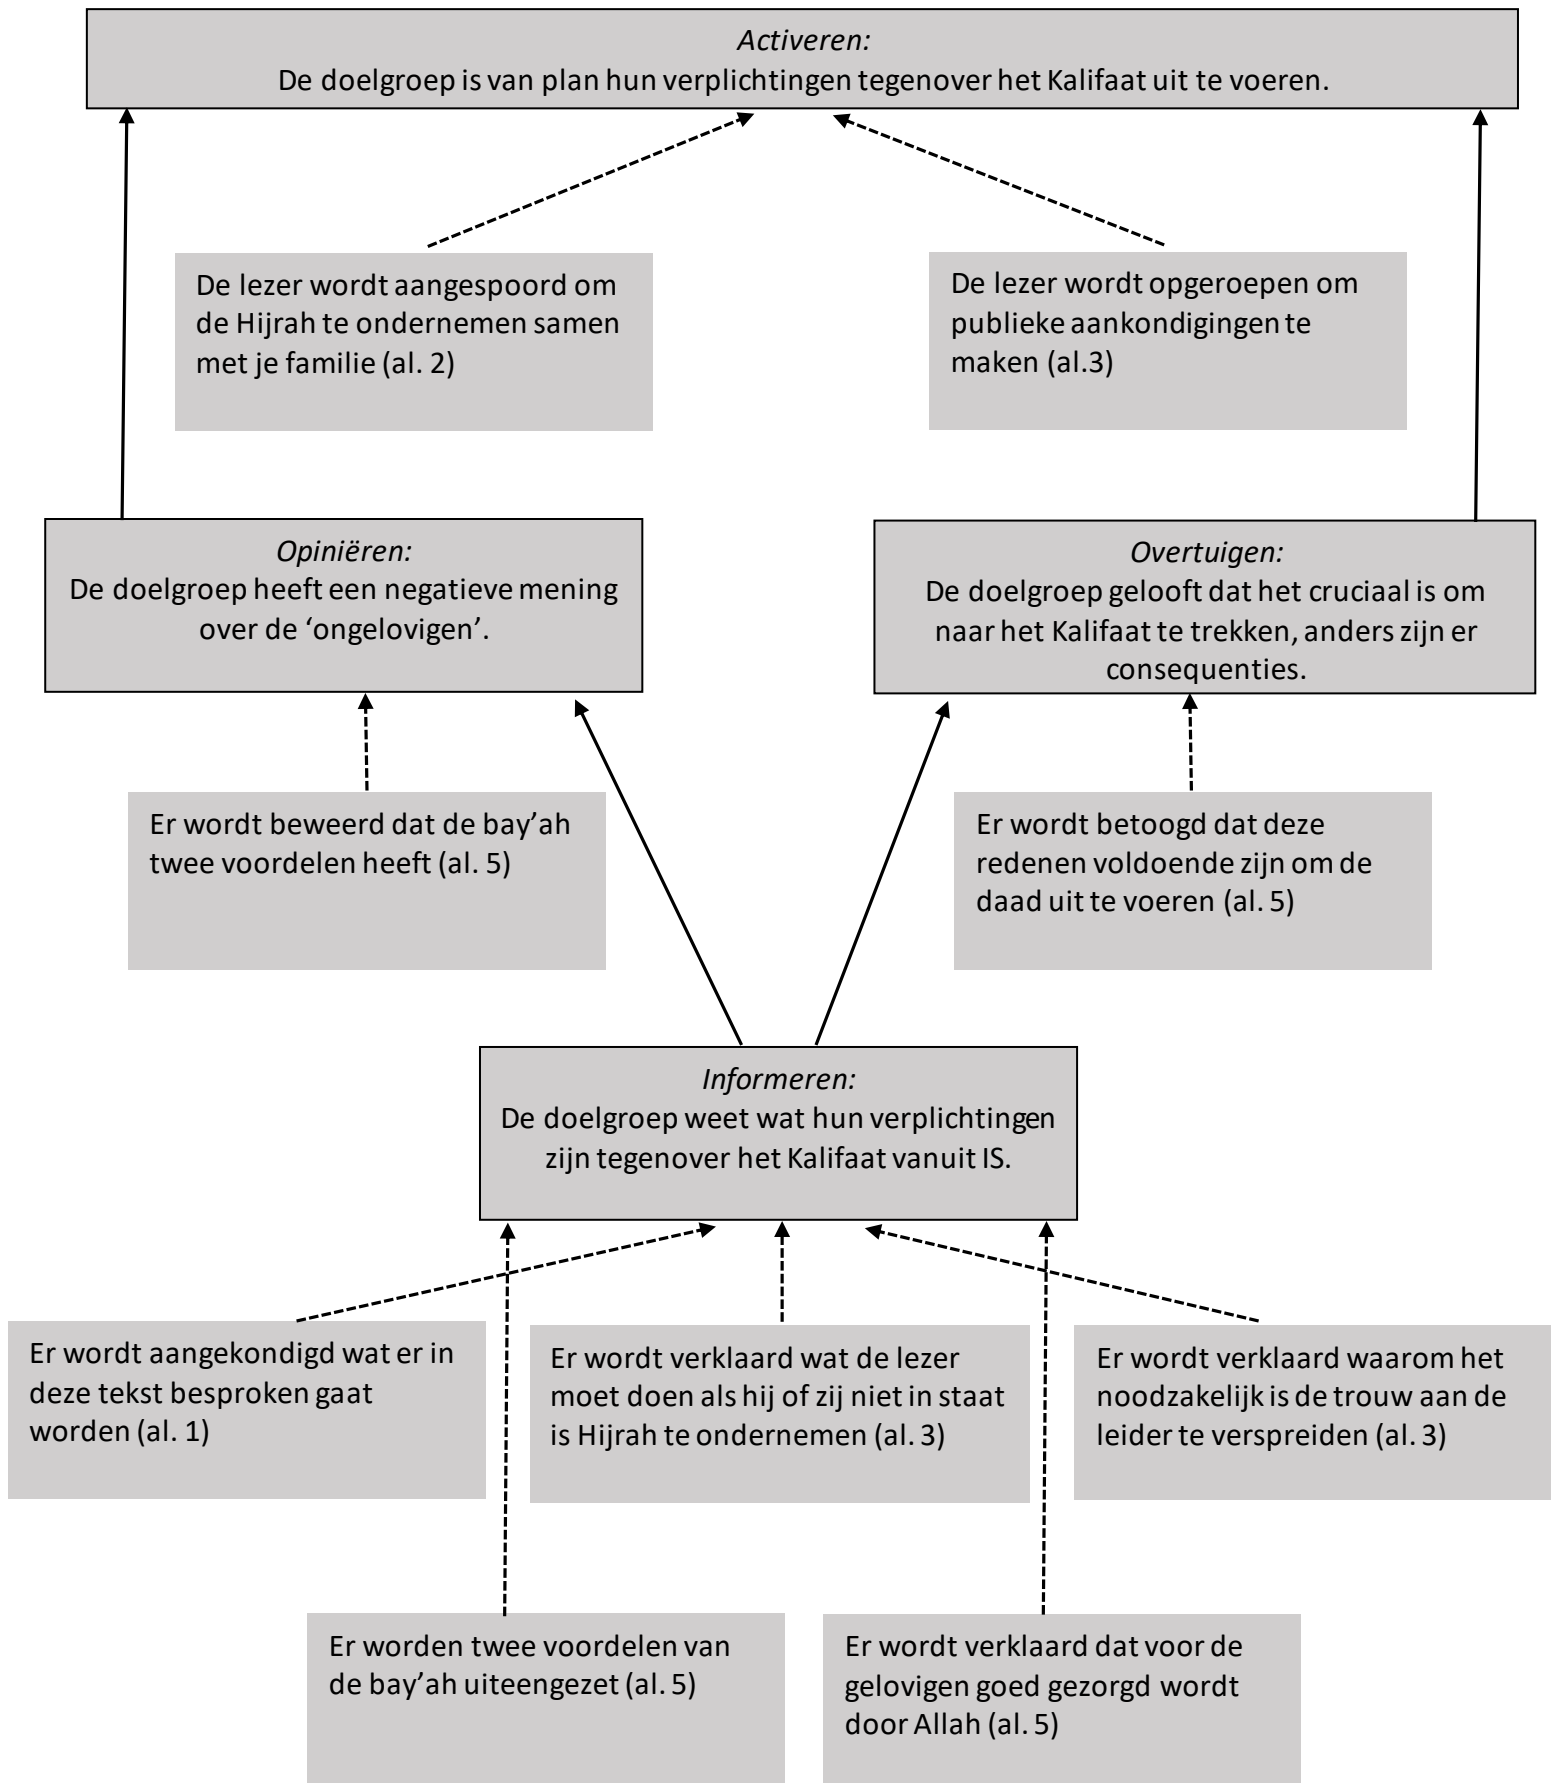 Activeren:
De doelgroep is van plan hun verplichtingen tegenover het Kalifaat uit te voeren.
De lezer wordt aangespoord om
de Hijrah te ondernemen samen
met je familie (al. 2)
De lezer wordt opgeroepen om
publieke aankondigingen te
maken (al.3)
Opiniëren:
De doelgroep heeft een negatieve mening
over de ‘ongelovigen’.
Overtuigen:
De doelgroep gelooft dat het cruciaal is om
naar het Kalifaat te trekken, anders zijn er
consequenties.
Er wordt beweerd dat de bay’ah
twee voordelen heeft (al. 5)
Er wordt betoogd dat deze
redenen voldoende zijn om de
daad uit te voeren (al. 5)
Informeren:
De doelgroep weet wat hun verplichtingen
zijn tegenover het Kalifaat vanuit IS.
Er wordt aangekondigd wat er in
deze tekst besproken gaat
worden (al. 1)
Er wordt verklaard wat de lezer
moet doen als hij of zij niet in staat
is Hijrah te ondernemen (al. 3)
Er wordt verklaard waarom het
noodzakelijk is de trouw aan de
leider te verspreiden (al. 3)
Er worden twee voordelen van
de bay’ah uiteengezet (al. 5)
Er wordt verklaard dat voor de
gelovigen goed gezorgd wordt
door Allah (al. 5)